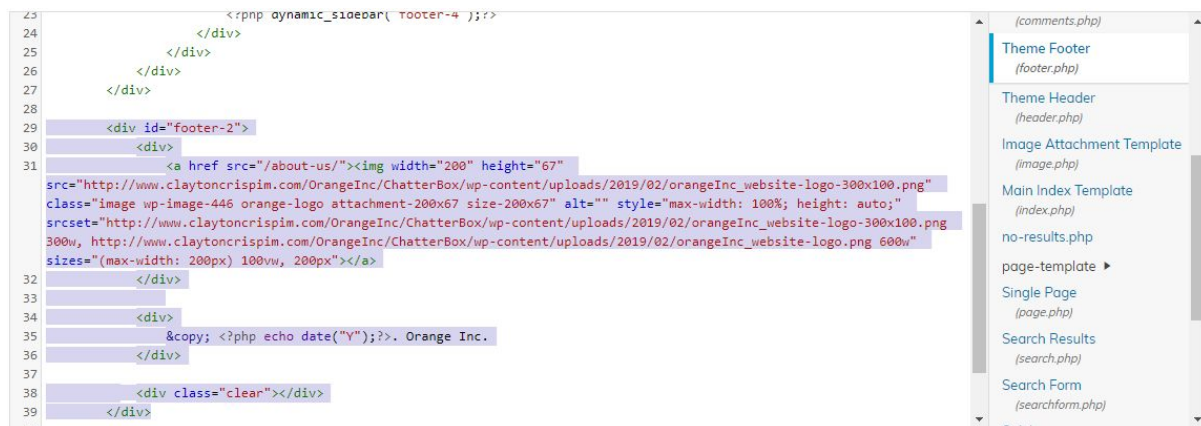 23 <?php dynamic_sidebar( 'footer-4' );?>
24 </div>
25 </div>
26 </div>
27 </div>
28
29 <div id="footer-2">
30 <div>
31 <a href src="/about-us/"><img width="200" height="67"
src="http://www.claytoncrispim.com/OrangeInc/ChatterBox/wp-content/uploads/2019/02/orangeInc_website-logo-300x100.png"
class="image wp-image-446 orange-logo attachment-200x67 size-200x67" alt="" style="max-width: 100%; height: auto;"
srcset="http://www.claytoncrispim.com/OrangeInc/ChatterBox/wp-content/uploads/2019/02/orangeInc_website-logo-300x100.png
300w, http://www.claytoncrispim.com/OrangeInc/ChatterBox/wp-content/uploads/2019/02/orangeInc_website-logo.png 600w"
sizes="(max-width: 200px) 100vw, 200px"></a>
32 </div>
33
34 <div>
35 &copy; <?php echo date("Y");?>. Orange Inc.
36 </div>
37
38 <div class="clear"></div>
39 </div>
(comments.php)
Theme Footer
(footer.php)
Theme Header
(header.php)
Image Attachment Template
(image.php)
Main Index Template
(index.php)
no-results.php
page-template
Single Page
(page.php)
Search Results
(search.php)
Search Form
(searchform.php)